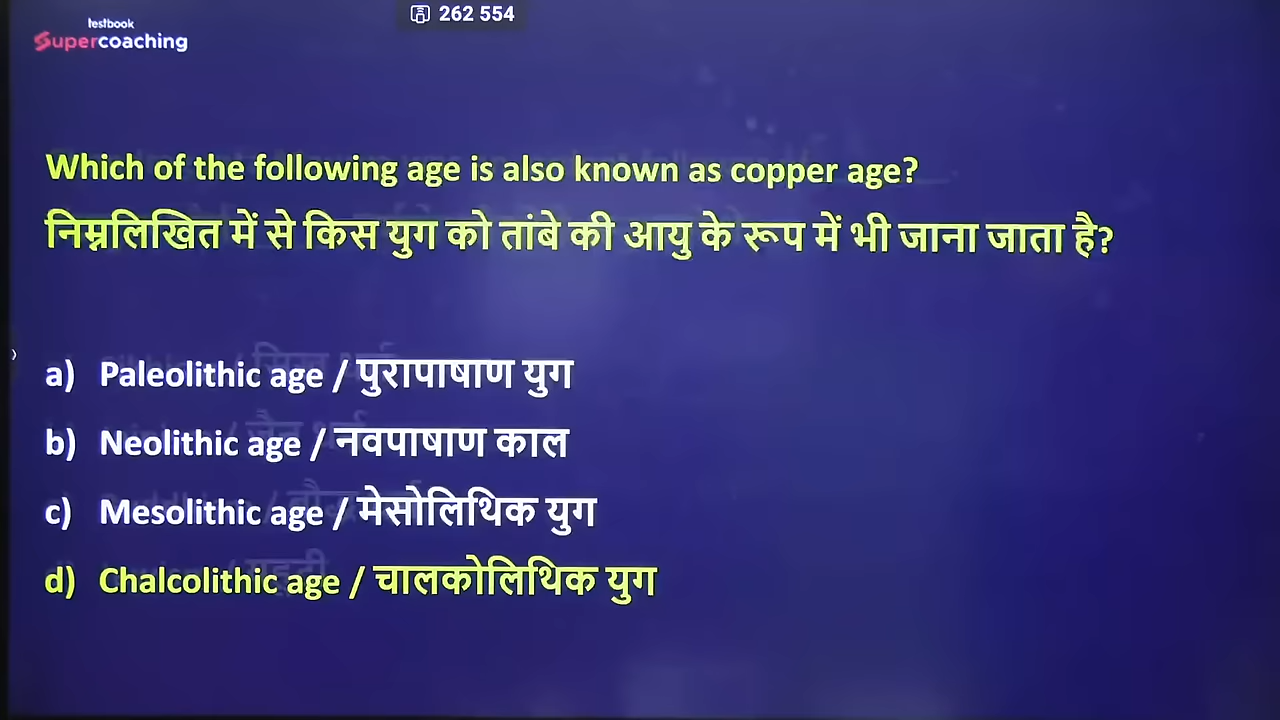 262 554
testbook
Supercoaching
Which of the following age is also known as copper age?
निम्नलिखित में से किस युग को तांबे की आयु के रूप में भी जाना जाता है?
a) Paleolithic age / पुरापाषाण युग
b) Neolithic age / नवपाषाण काल
c) Mesolithic age / मेसोलिथिक युग
d) Chalcolithic age / चालकोलिथिक युग